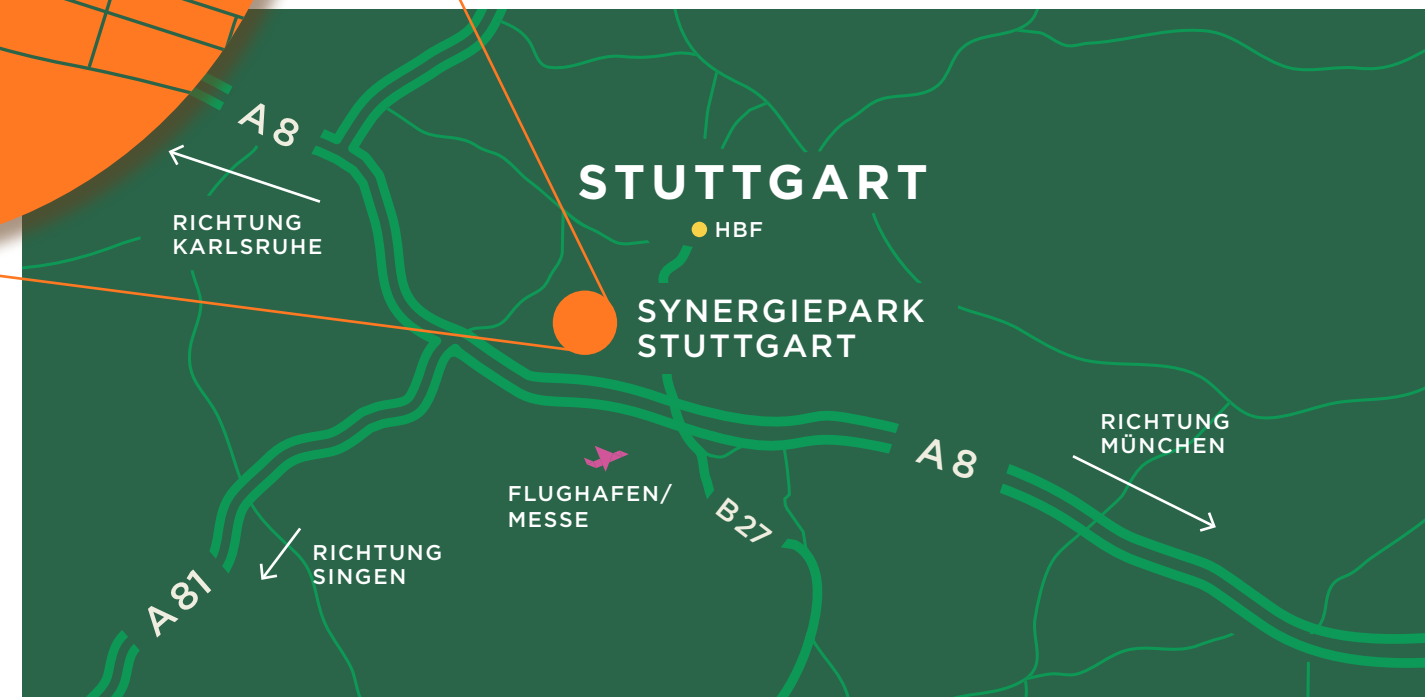 A8
STUTTGART
RICHTUNG
KARLSRUHE
HBF
SYNERGIEPARK
STUTTGART
RICHTUNG
MÜNCHEN
A8
FLUGHAFEN/
MESSE
B27
RICHTUNG
SINGEN
A81